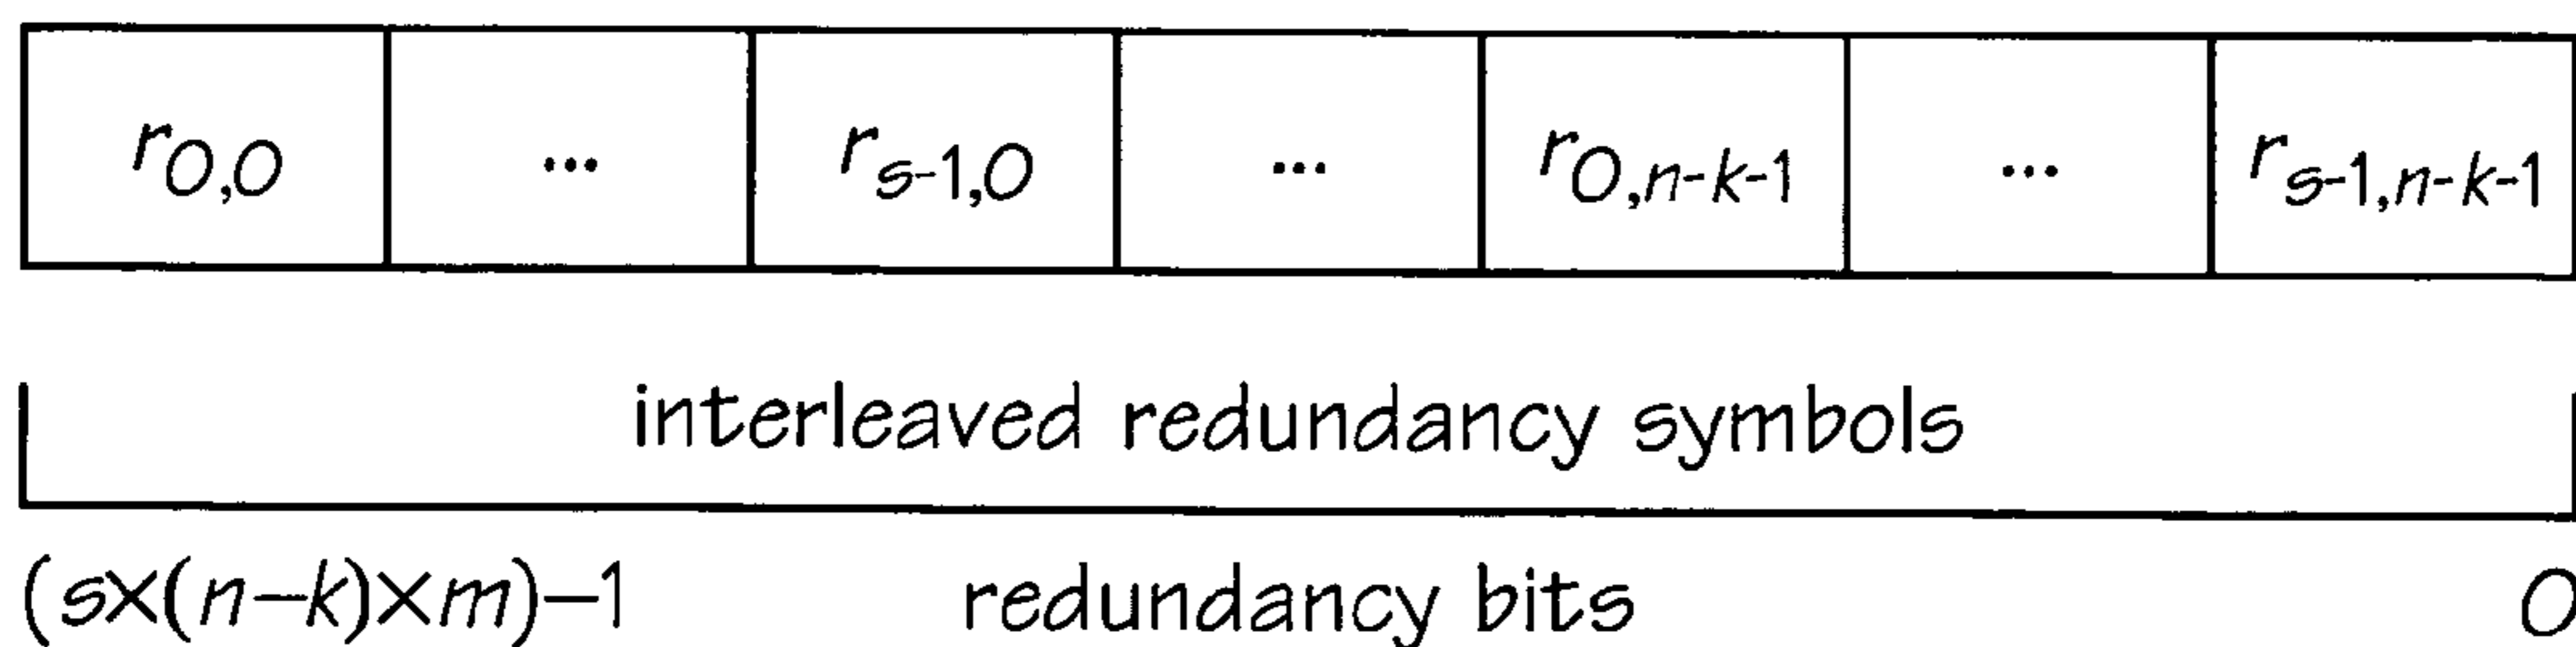 r0,0 ... rs-1,0 ... r0,n-k-1 ... rs-1,n-k-1
interleaved redundancy symbols
(s×(n−k)×m)−1 redundancy bits 0